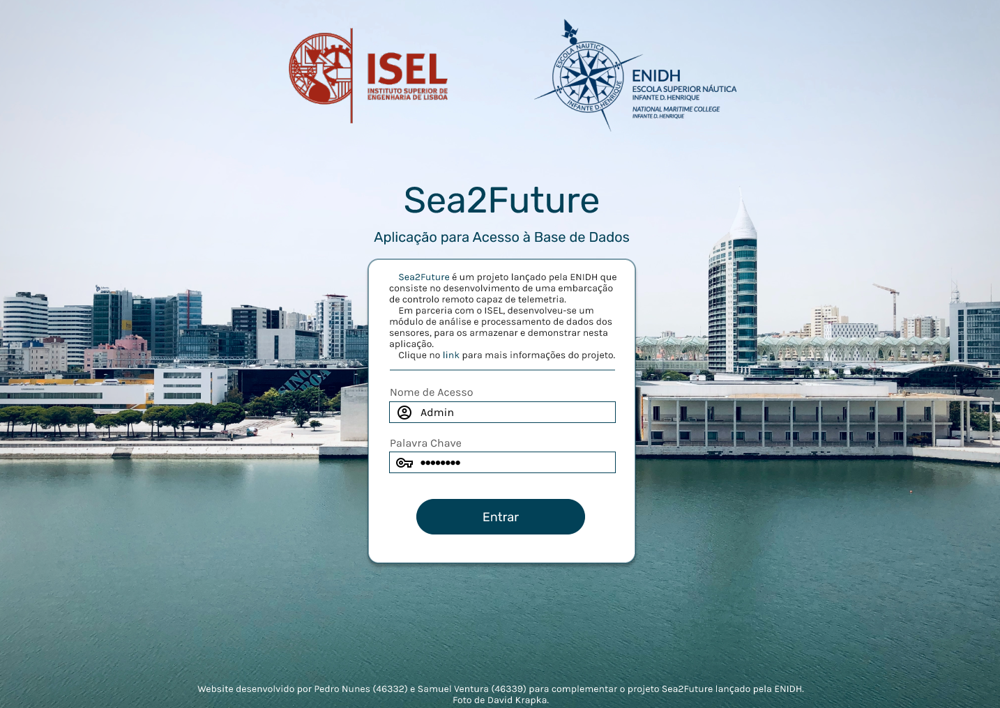 ISEL
INSTITUTO SUPERIOR DE
ENGENHARIA DE LISBOA
ESCOLA NAUTICA
INFANTE D. HENRIQUE
ENIDH
ESCOLA SUPERIOR NÁUTICA
INFANTE D. HENRIQUE
NATIONAL MARITIME COLLEGE
INFANTE D. HENRIQUE
Sea2Future
Aplicação para Acesso à Base de Dados
Sea2Future é um projeto lançado pela ENIDH que
consiste no desenvolvimento de uma embarcação
de controlo remoto capaz de telemetria.
Em parceria com o ISEL, desenvolveu-se um
módulo de análise e processamento de dados dos
sensores, para os armazenar e demonstrar nesta
aplicação.
Clique no link para mais informações do projeto.
Nome de Acesso
Admin
Palavra Chave
••••••••
Entrar
Website desenvolvido por Pedro Nunes (46332) e Samuel Ventura (46339) para complementar o projeto Sea2Future lançado pela ENIDH.
Foto de David Krapka.